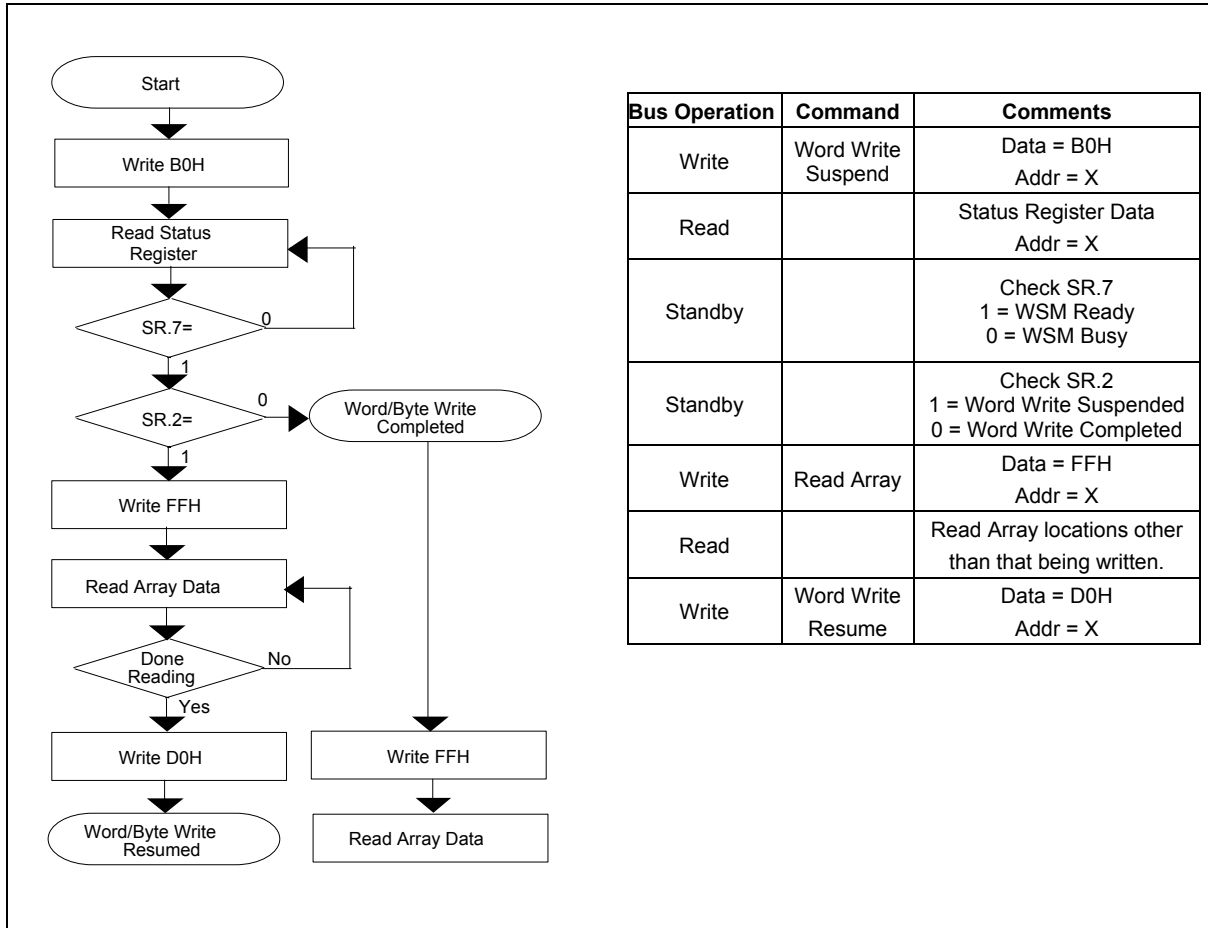 Start
Write B0H
Read Status
Register
SR.7=
0
1
SR.2=
0
Word/Byte Write
Completed
1
Write FFH
Read Array Data
Done
Reading
No
Yes
Write D0H
Word/Byte Write
Resumed
Write FFH
Read Array Data
Bus Operation Command Comments
Write
Word Write
Suspend
Data = B0H
Addr = X
Read
Status Register Data
Addr = X
Standby
Check SR.7
1 = WSM Ready
0 = WSM Busy
Standby
Check SR.2
1 = Word Write Suspended
0 = Word Write Completed
Write
Read Array
Data = FFH
Addr = X
Read
Read Array locations other
than that being written.
Write
Word Write
Resume
Data = D0H
Addr = X